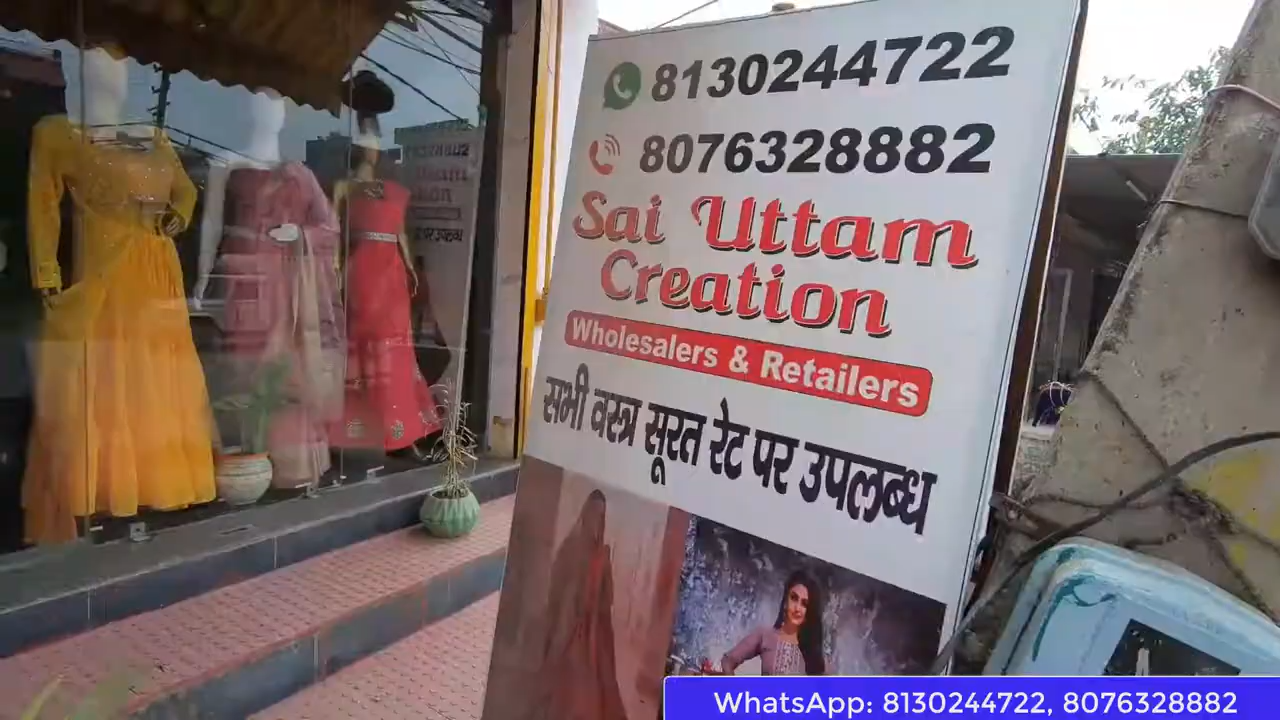 8130244722
8076328882
Sai Uttam
Creation
Wholesalers & Retailers
सभी वस्त्र सूरत रेट पर उपलब्ध
WhatsApp: 8130244722, 8076328882